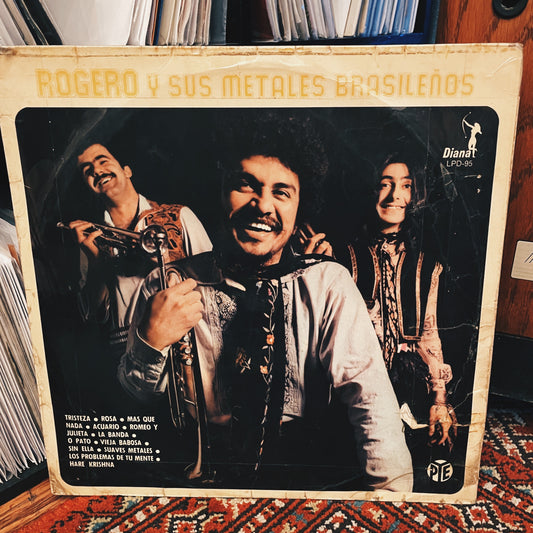 ROGERO Y SUS METALES BRASILEÑOS
Diana
LPD-95
TRISTEZA • ROSA • MAS QUE
NADA • ACUARIO • ROMEO Y
JULIETA • LA BANDA •
O PATO • VIEJA BABOSA •
SIN ELLA • SUAVES METALES •
LOS PROBLEMAS DE TU MENTE •
HARE KRISHNA